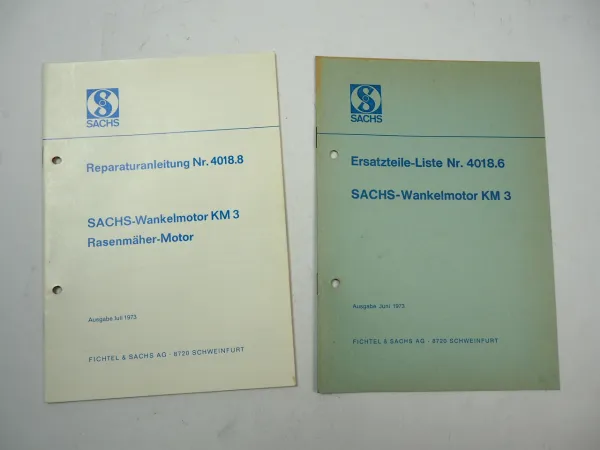 SACHS
Reparaturanleitung Nr. 4018.8
SACHS-Wankelmotor KM 3
Rasenmäher-Motor
Ausgabe Juli 1973
FICHTEL & SACHS AG - 8720 SCHWEINFURT
SACHS
Ersatzteile-Liste Nr. 4018.6
SACHS-Wankelmotor KM 3
Ausgabe Juni 1973
FICHTEL & SACHS AG - 8720 SCHWEINFURT